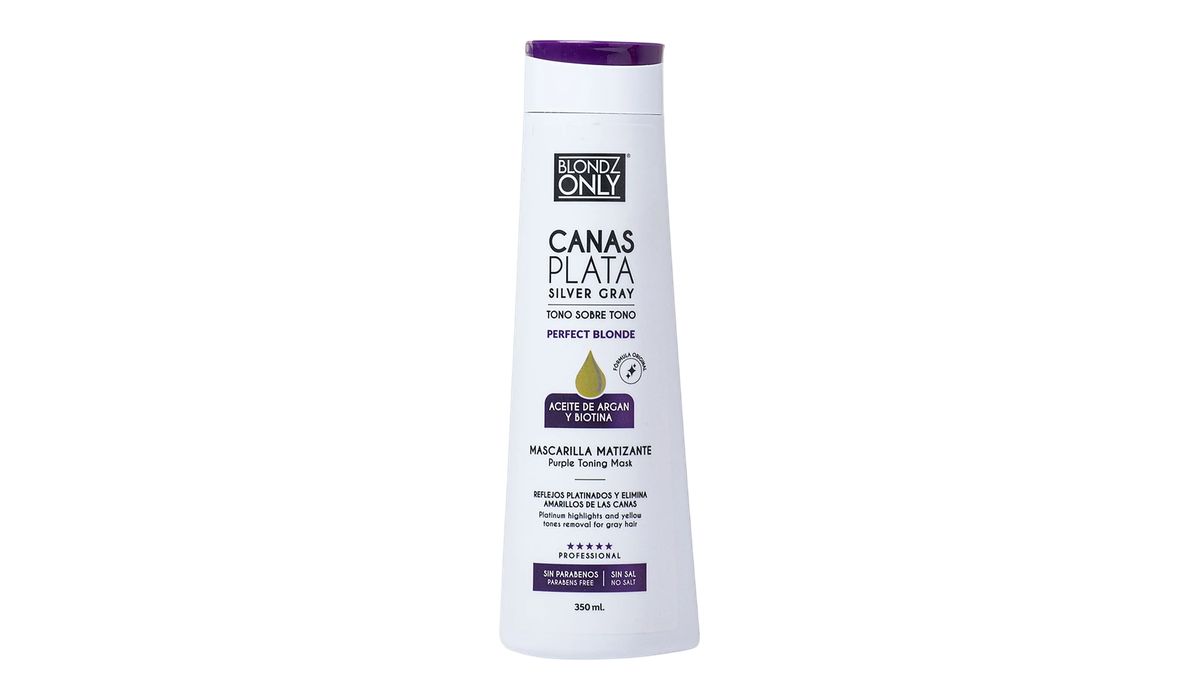 BLONDZ
ONLY
®
CANAS
PLATA
SILVER GRAY
TONO SOBRE TONO
PERFECT BLONDE
FÓRMULA ORIGINAL
ACEITE DE ARGAN
Y BIOTINA
MASCARILLA MATIZANTE
Purple Toning Mask
REFLEJOS PLATINADOS Y ELIMINA
AMARILLOS DE LAS CANAS
Platinum highlights and yellow
tones removal for gray hair
PROFESSIONAL
SIN PARABENOS | SIN SAL
PARABENS FREE | NO SALT
350 ml.